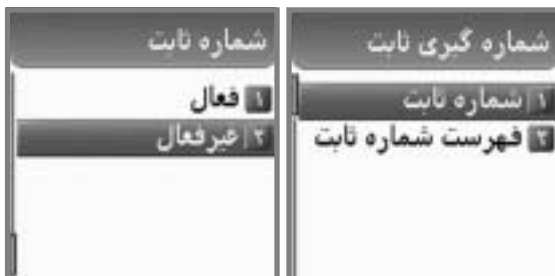 شماره گیری ثابت
۱ شماره ثابت
۲ فهرست شماره ثابت
شماره ثابت
۱ فعال
۲ غیرفعال